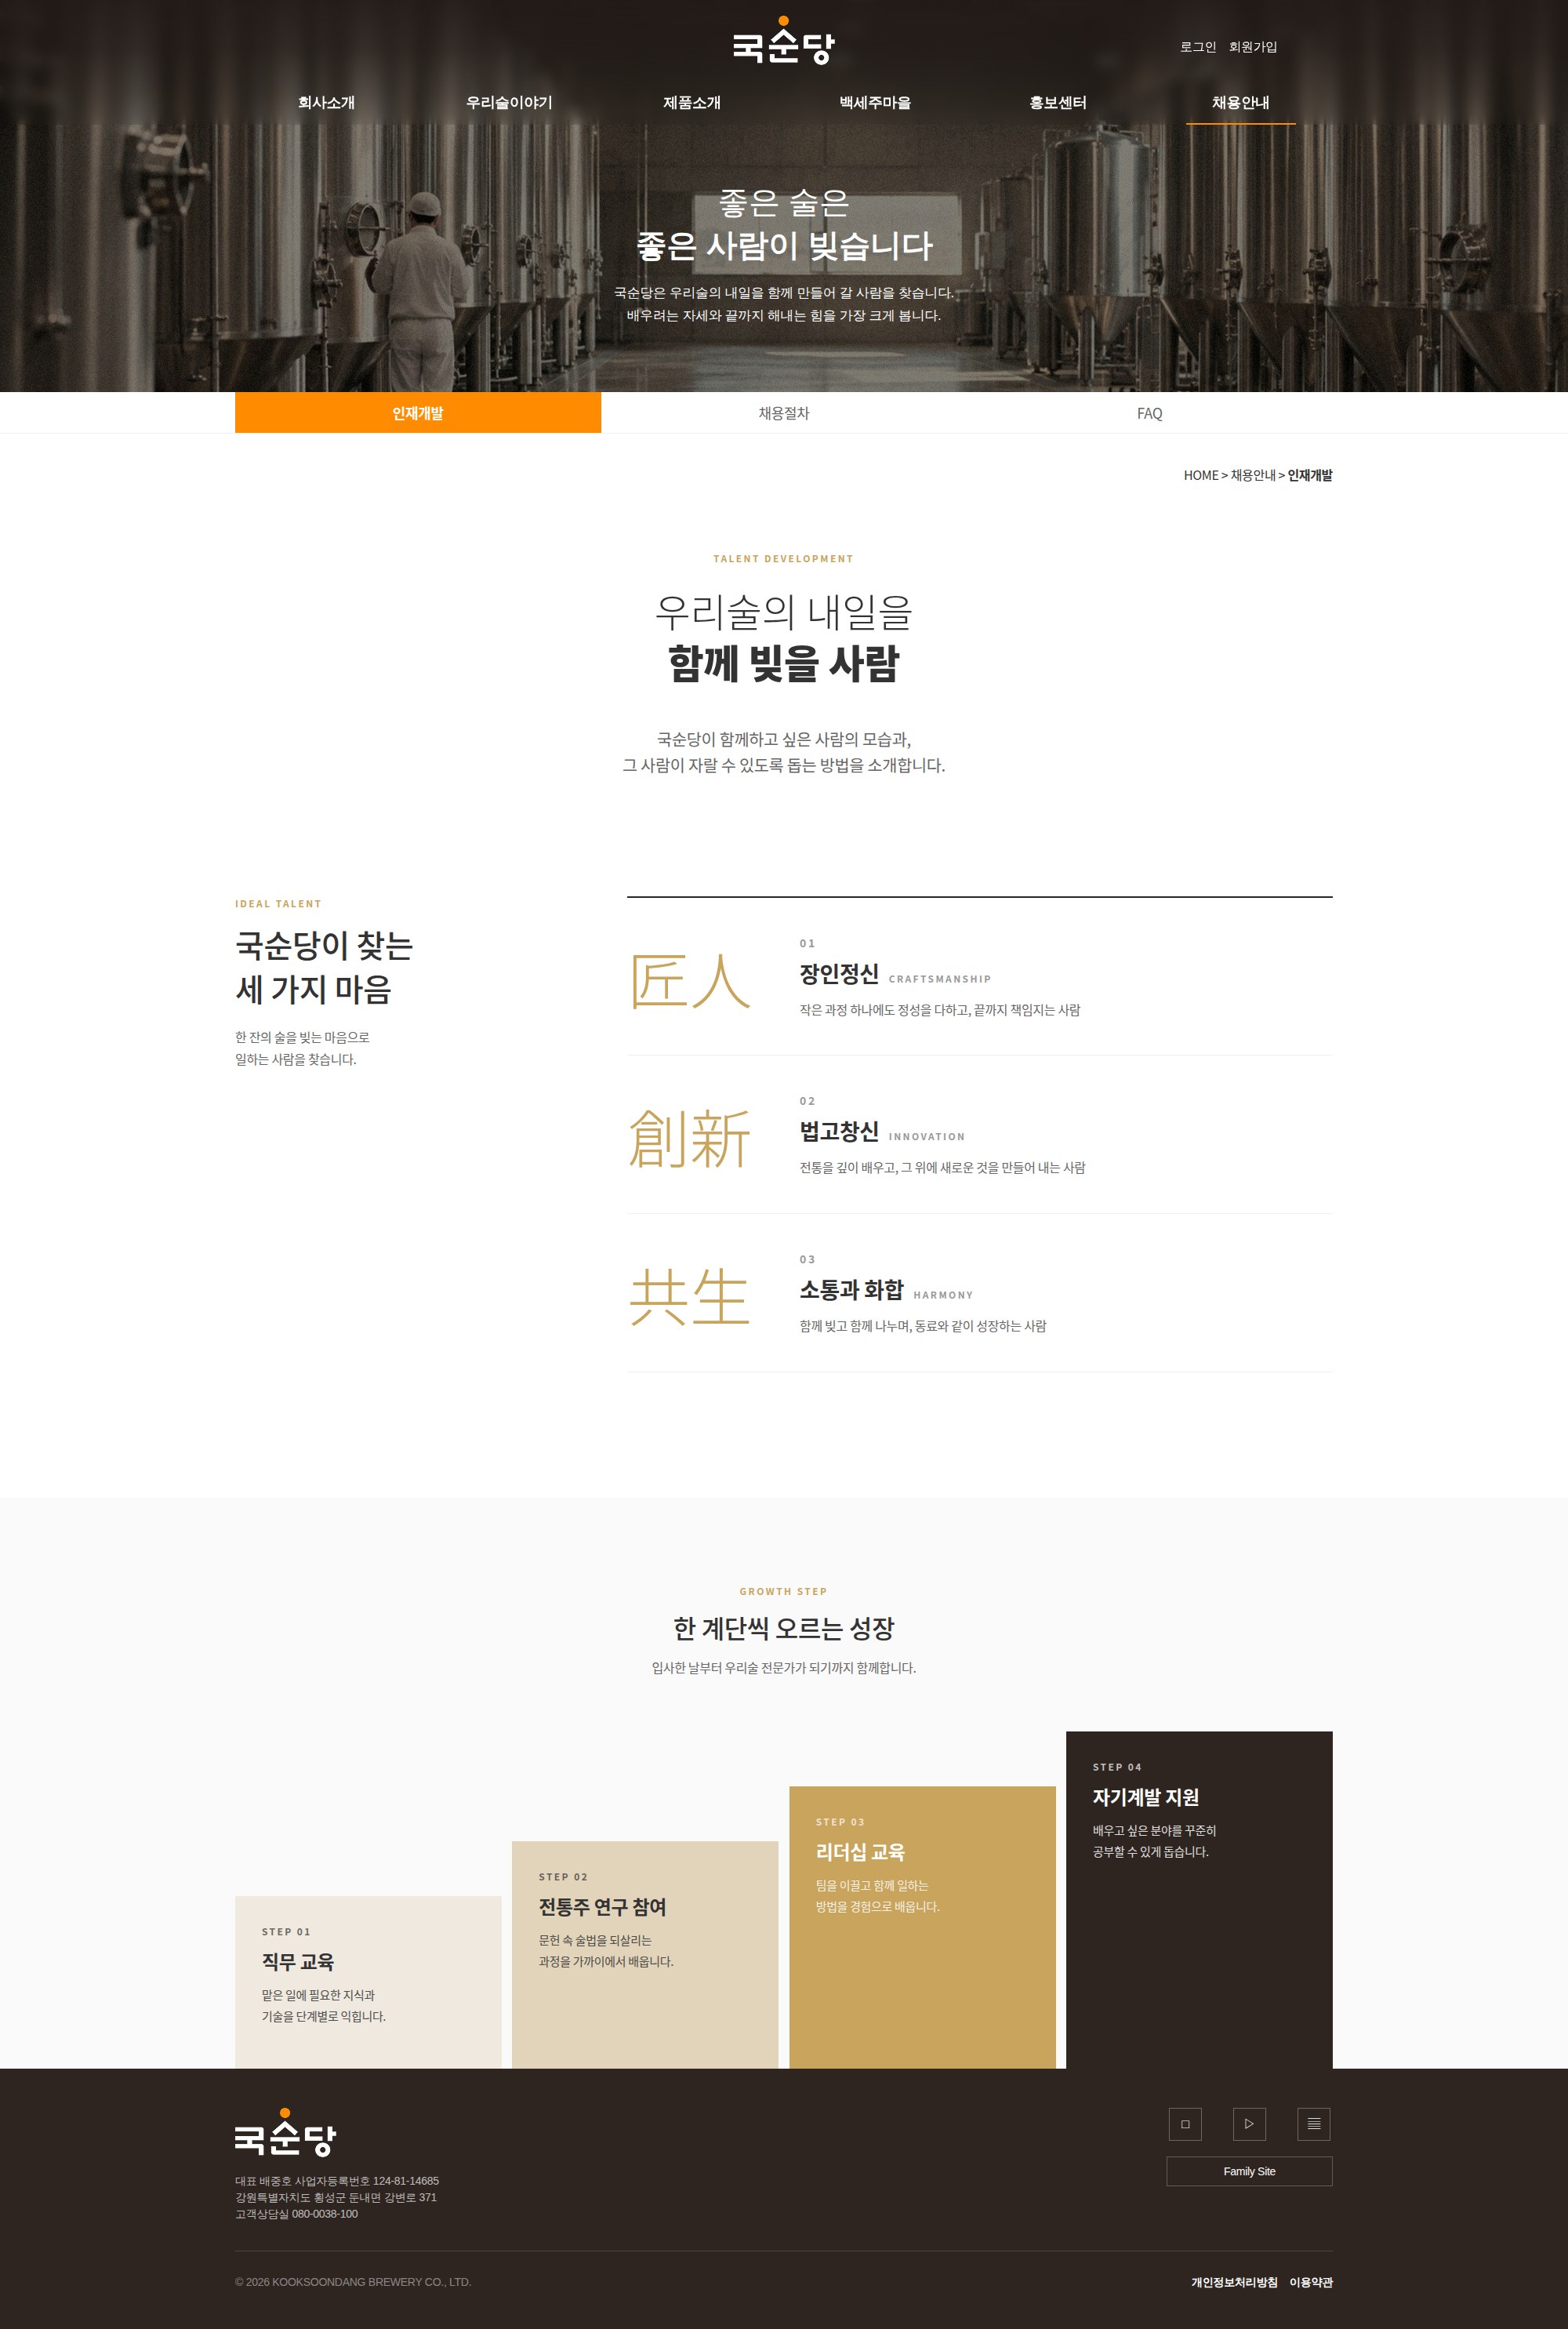 국순당
로그인 회원가입
회사소개 우리술이야기 제품소개 백세주마을 홍보센터 채용안내
좋은 술은
좋은 사람이 빚습니다
국순당은 우리술의 내일을 함께 만들어 갈 사람을 찾습니다.
배우려는 자세와 끝까지 해내는 힘을 가장 크게 봅니다.
인재개발 채용절차 FAQ
HOME > 채용안내 > 인재개발
TALENT DEVELOPMENT
우리술의 내일을
함께 빚을 사람
국순당이 함께하고 싶은 사람의 모습과,
그 사람이 자랄 수 있도록 돕는 방법을 소개합니다.
IDEAL TALENT
국순당이 찾는
세 가지 마음
한 잔의 술을 빚는 마음으로
일하는 사람을 찾습니다.
匠人
01
장인정신 CRAFTSMANSHIP
작은 과정 하나에도 정성을 다하고, 끝까지 책임지는 사람
創新
02
법고창신 INNOVATION
전통을 깊이 배우고, 그 위에 새로운 것을 만들어 내는 사람
共生
03
소통과 화합 HARMONY
함께 빚고 함께 나누며, 동료와 같이 성장하는 사람
GROWTH STEP
한 계단씩 오르는 성장
입사한 날부터 우리술 전문가가 되기까지 함께합니다.
STEP 01
직무 교육
맡은 일에 필요한 지식과
기술을 단계별로 익힙니다.
STEP 02
전통주 연구 참여
문헌 속 술법을 되살리는
과정을 가까이에서 배웁니다.
STEP 03
리더십 교육
팀을 이끌고 함께 일하는
방법을 경험으로 배웁니다.
STEP 04
자기계발 지원
배우고 싶은 분야를 꾸준히
공부할 수 있게 돕습니다.
국순당
대표 배중호 사업자등록번호 124-81-14685
강원특별자치도 횡성군 둔내면 강변로 371
고객상담실 080-0038-100
Family Site
© 2026 KOOKSOONDANG BREWERY CO., LTD.
개인정보처리방침 이용약관